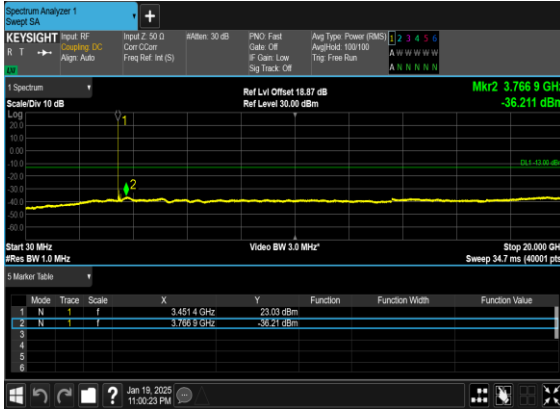 Spectrum Analyzer 1
Swept SA
+
KEYSIGHT
R T
Input: RF
Coupling: DC
Align: Auto
Input Z: 50 Ω
Corr CCorr
Freq Ref: Int (S)
#Atten: 30 dB
PNO: Fast
Gate: Off
IF Gain: Low
Sig Track: Off
Avg Type: Power (RMS)
Avg|Hold: 100/100
Trig: Free Run
1 2 3 4 5 6
A W W W W W
A N N N N N
1 Spectrum
Scale/Div 10 dB
Ref Lvl Offset 18.87 dB
Ref Level 30.00 dBm
Mkr2 3.766 9 GHz
-36.211 dBm
Log
20.0
10.0
0.00
-10.0
-20.0
-30.0
-40.0
-50.0
-60.0
1
2
DL1 -13.00 dBm
Start 30 MHz
#Res BW 1.0 MHz
Video BW 3.0 MHz*
Stop 20.000 GHz
Sweep 34.7 ms (40001 pts)
5 Marker Table
Mode Trace Scale X Y Function Function Width Function Value
1 N 1 f 3.451 4 GHz 23.03 dBm
2 N 1 f 3.766 9 GHz -36.21 dBm
3
4
5
6
?
Jan 19, 2025
11:00:23 PM